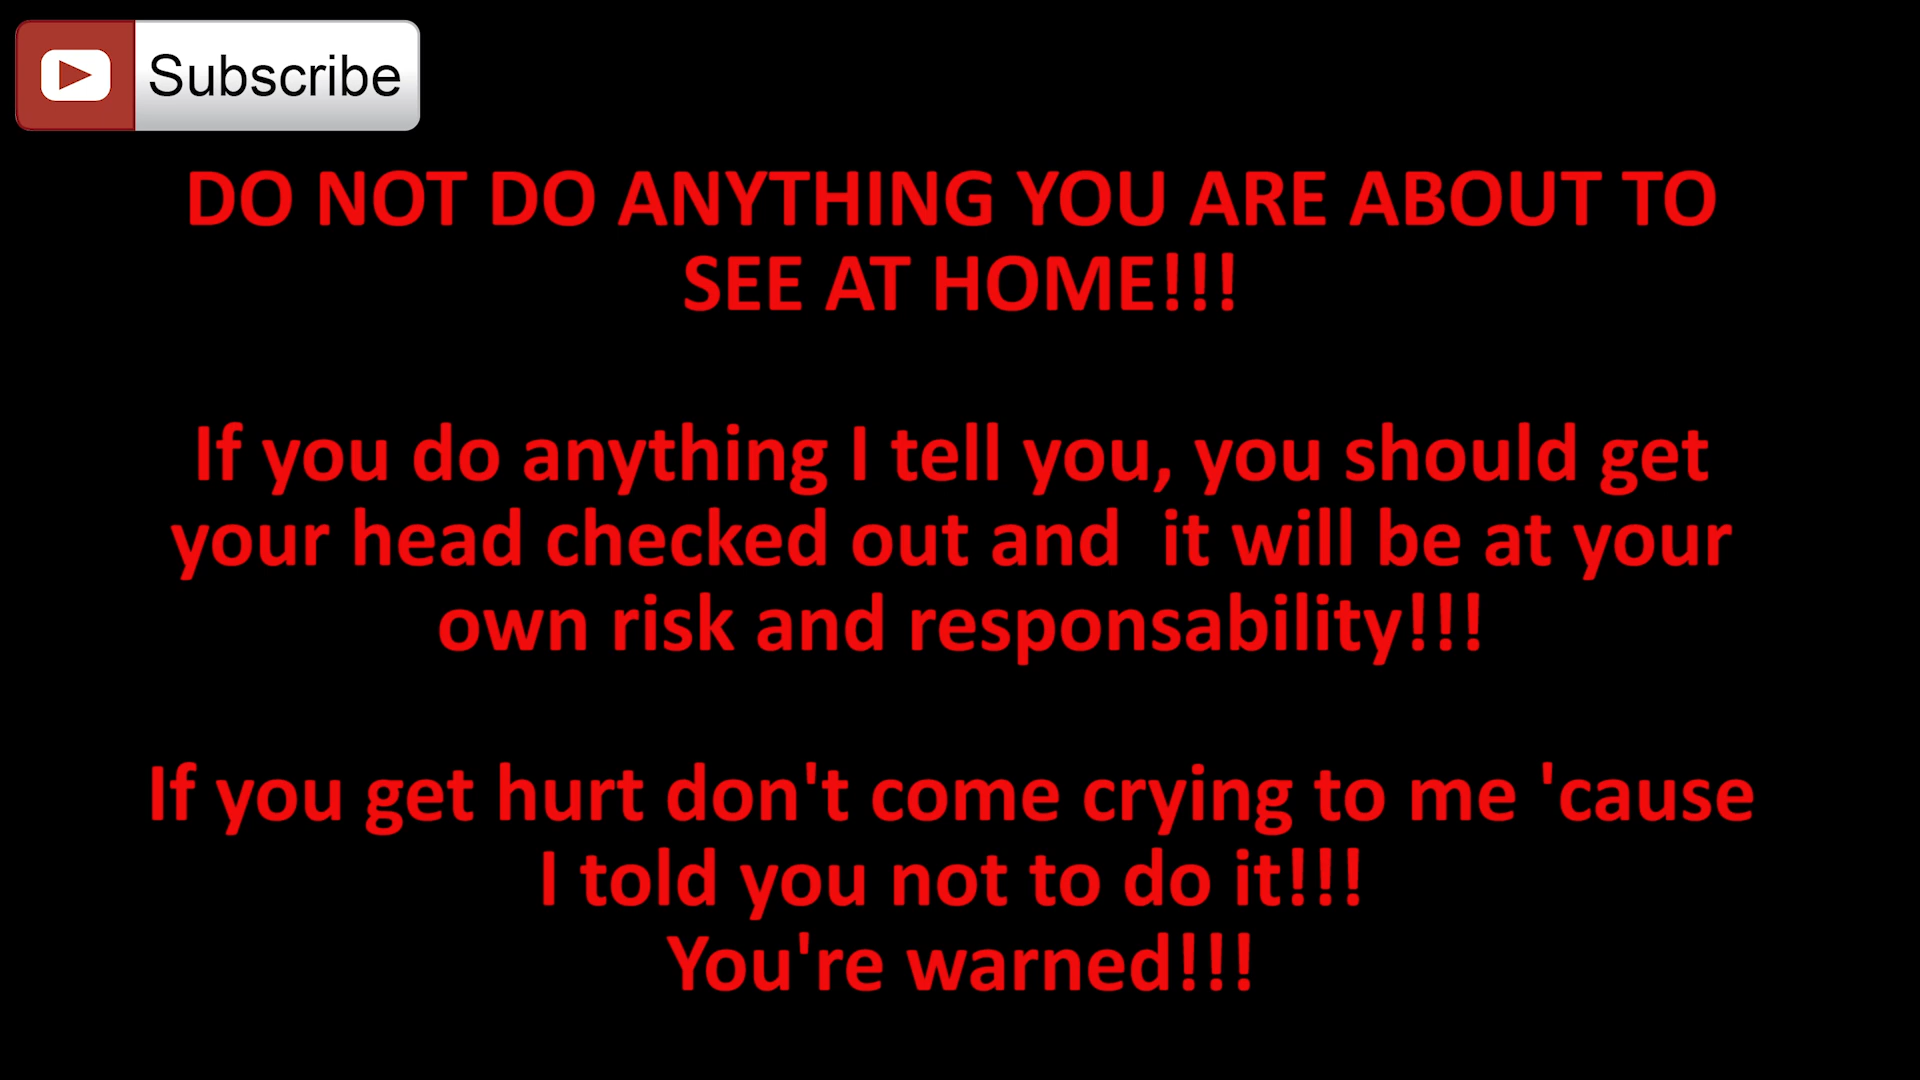 Subscribe
DO NOT DO ANYTHING YOU ARE ABOUT TO
SEE AT HOME!!!
If you do anything I tell you, you should get
your head checked out and  it will be at your
own risk and responsability!!!
If you get hurt don't come crying to me 'cause
I told you not to do it!!!
You're warned!!!